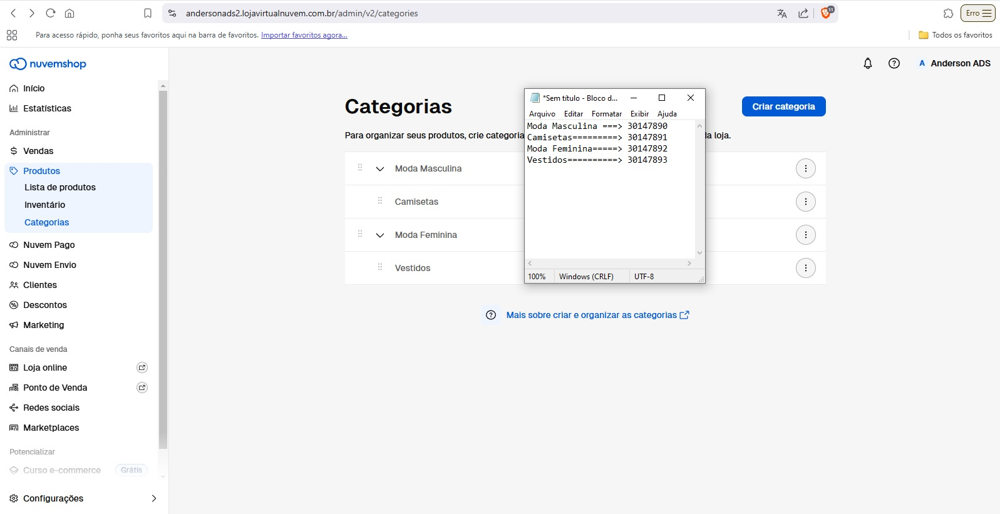 andersonads2.lojavirtualnuvem.com.br/admin/v2/categories
11
Erro
Para acesso rápido, ponha seus favoritos aqui na barra de favoritos. Importar favoritos agora...
Todos os favoritos
nuvemshop
A Anderson ADS
Início
Estatísticas
Administrar
Vendas
Produtos
Lista de produtos
Inventário
Categorias
Nuvem Pago
Nuvem Envio
Clientes
Descontos
Marketing
Canais de venda
Loja online
Ponto de Venda
Redes sociais
Marketplaces
Potencializar
Curso e-commerce Grátis
Configurações
Categorias
Criar categoria
Para organizar seus produtos, crie categoria
la loja.
Moda Masculina
Camisetas
Moda Feminina
Vestidos
Mais sobre criar e organizar as categorias
*Sem título - Bloco d...
Arquivo Editar Formatar Exibir Ajuda
Moda Masculina ===> 30147890
Camisetas=========> 30147891
Moda Feminina=====> 30147892
Vestidos==========> 30147893
100% Windows (CRLF) UTF-8